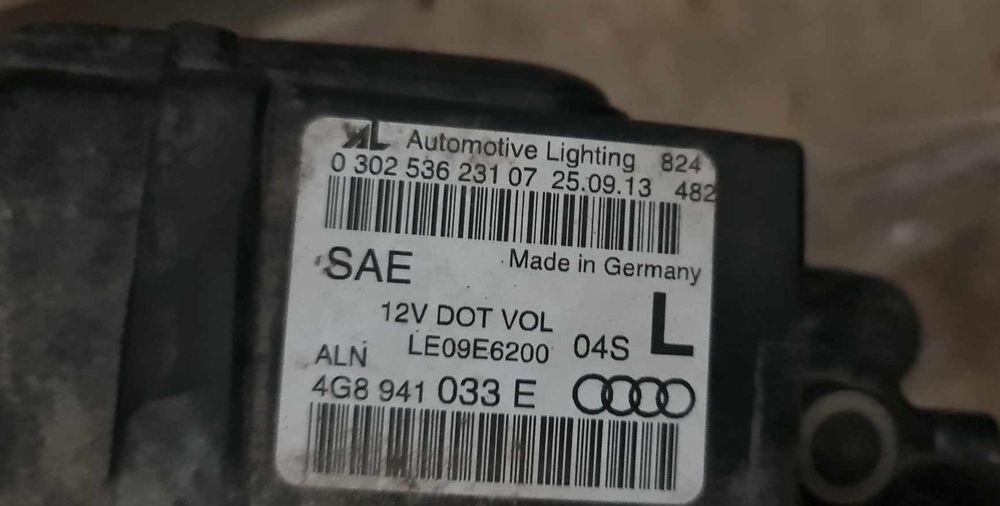 AL Automotive Lighting 824
0 302 536 231 07 25.09.13 482
SAE Made in Germany
12V DOT VOL L
ALN LE09E6200 04S
4G8 941 033 E